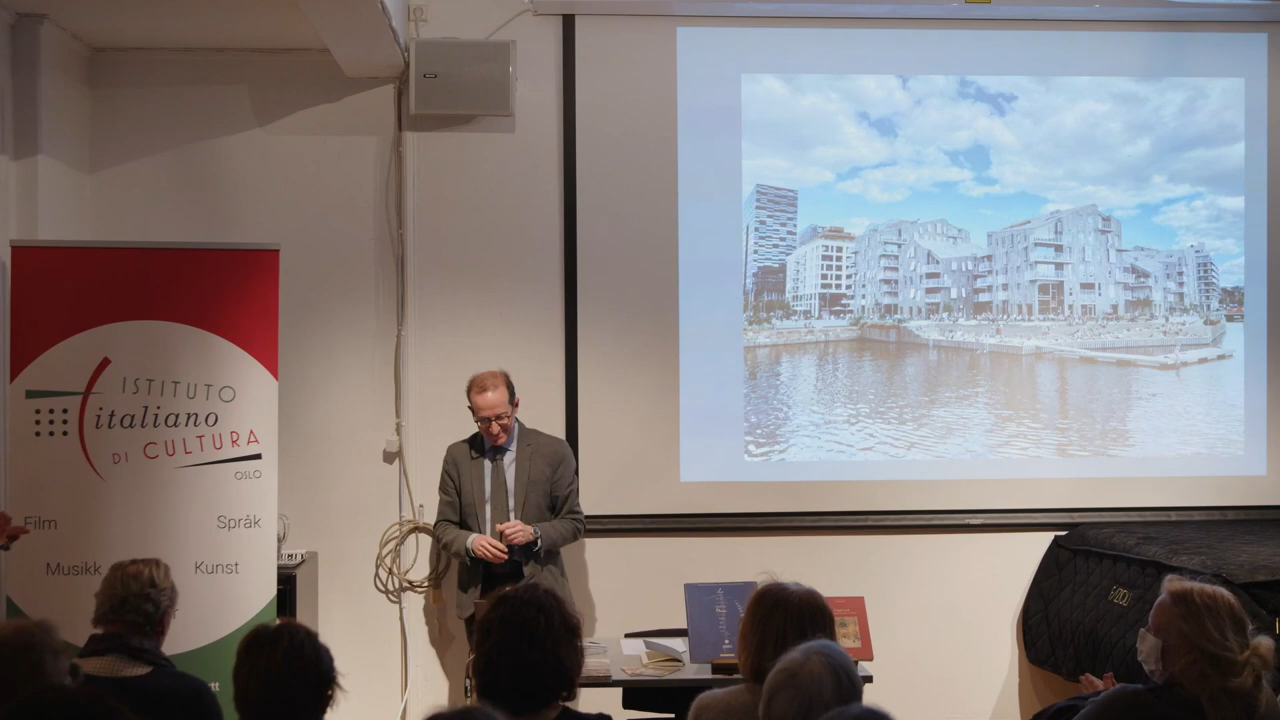 ISTITUTO
italiano
DI CULTURA
OSLO
Film
Språk
Musikk
Kunst